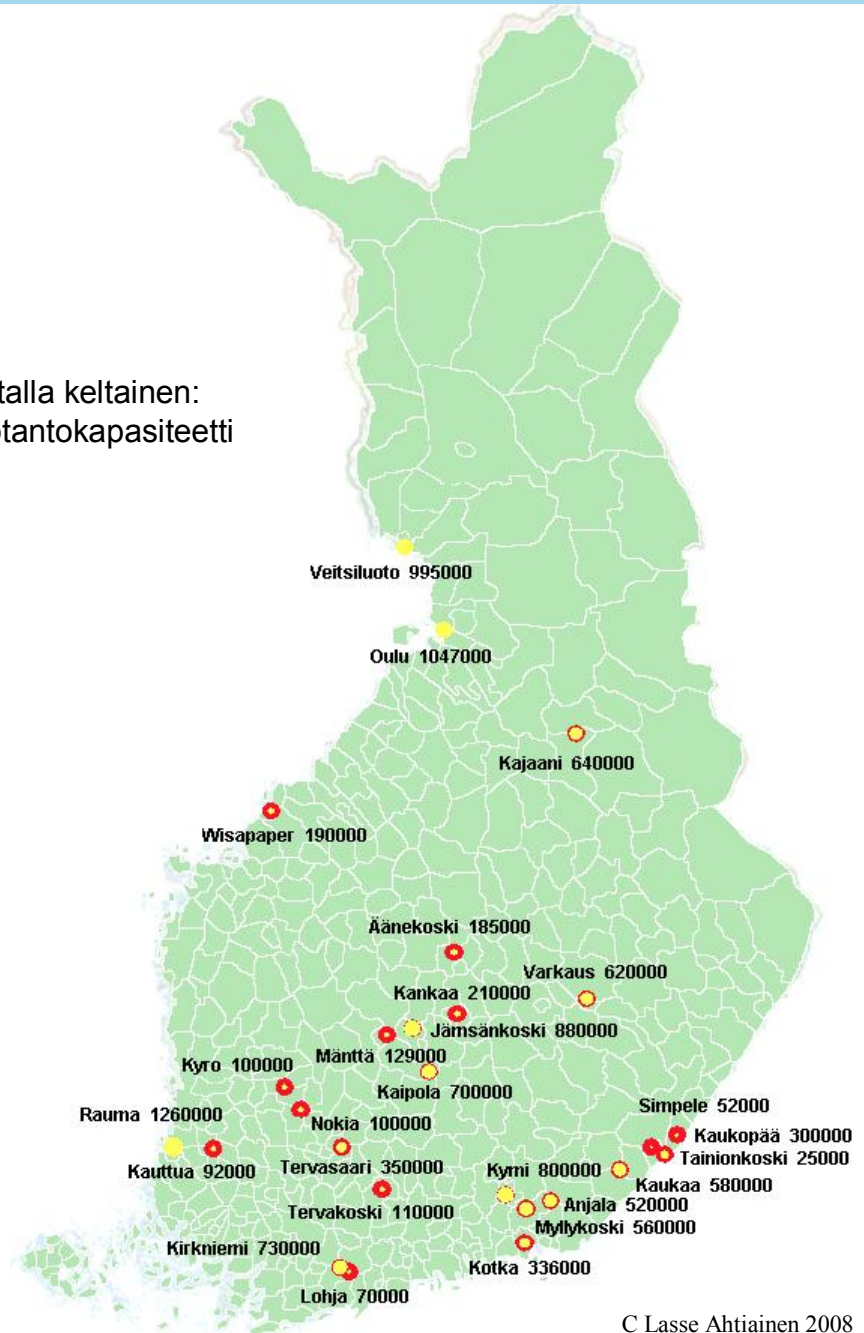 talla keltainen:
otantokapasiteetti
Veitsiluoto 995000
Oulu 1047000
Kajaani 640000
Wisapaper 190000
Äänekoski 185000
Varkaus 620000
Kankaa 210000
Jämsänkoski 880000
Mänttä 129000
Kyro 100000
Kaipola 700000
Simpele 52000
Rauma 1260000
Nokia 100000
Kaukopää 300000
Tainionkoski 25000
Kauttua 92000
Tervasaari 350000
Kymi 800000
Kaukaa 580000
Anjala 520000
Tervakoski 110000
Myllykoski 560000
Kirkniemi 730000
Kotka 336000
Lohja 70000
C Lasse Ahtiainen 2008